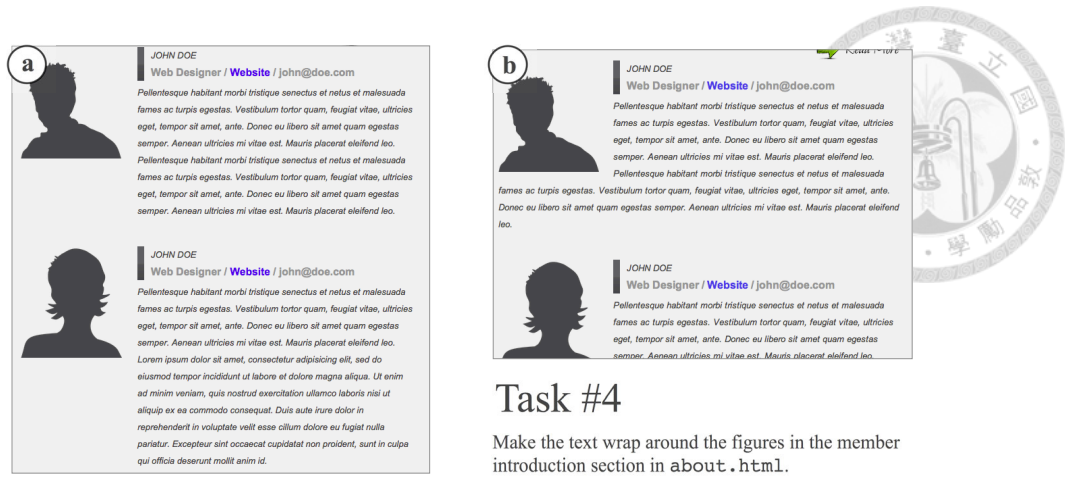 a
JOHN DOE
Web Designer / Website / john@doe.com
Pellentesque habitant morbi tristique senectus et netus et malesuada
fames ac turpis egestas. Vestibulum tortor quam, feugiat vitae, ultricies
eget, tempor sit amet, ante. Donec eu libero sit amet quam egestas
semper. Aenean ultricies mi vitae est. Mauris placerat eleifend leo.
Pellentesque habitant morbi tristique senectus et netus et malesuada
fames ac turpis egestas. Vestibulum tortor quam, feugiat vitae, ultricies
eget, tempor sit amet, ante. Donec eu libero sit amet quam egestas
semper. Aenean ultricies mi vitae est. Mauris placerat eleifend leo.
JOHN DOE
Web Designer / Website / john@doe.com
Pellentesque habitant morbi tristique senectus et netus et malesuada
fames ac turpis egestas. Vestibulum tortor quam, feugiat vitae, ultricies
eget, tempor sit amet, ante. Donec eu libero sit amet quam egestas
semper. Aenean ultricies mi vitae est. Mauris placerat eleifend leo.
Lorem ipsum dolor sit amet, consectetur adipisicing elit, sed do
eiusmod tempor incididunt ut labore et dolore magna aliqua. Ut enim
ad minim veniam, quis nostrud exercitation ullamco laboris nisi ut
aliquip ex ea commodo consequat. Duis aute irure dolor in
reprehenderit in voluptate velit esse cillum dolore eu fugiat nulla
pariatur. Excepteur sint occaecat cupidatat non proident, sunt in culpa
qui officia deserunt mollit anim id.
b
Read More
JOHN DOE
Web Designer / Website / john@doe.com
Pellentesque habitant morbi tristique senectus et netus et malesuada
fames ac turpis egestas. Vestibulum tortor quam, feugiat vitae, ultricies
eget, tempor sit amet, ante. Donec eu libero sit amet quam egestas
semper. Aenean ultricies mi vitae est. Mauris placerat eleifend leo.
Pellentesque habitant morbi tristique senectus et netus et malesuada
fames ac turpis egestas. Vestibulum tortor quam, feugiat vitae, ultricies eget, tempor sit amet, ante.
Donec eu libero sit amet quam egestas semper. Aenean ultricies mi vitae est. Mauris placerat eleifend
leo.
JOHN DOE
Web Designer / Website / john@doe.com
Pellentesque habitant morbi tristique senectus et netus et malesuada
fames ac turpis egestas. Vestibulum tortor quam, feugiat vitae, ultricies
eget, tempor sit amet, ante. Donec eu libero sit amet quam egestas
semper. Aenean ultricies mi vitae est. Mauris placerat eleifend leo.
Task #4
Make the text wrap around the figures in the member
introduction section in about.html.
臺立
品敦
學勵